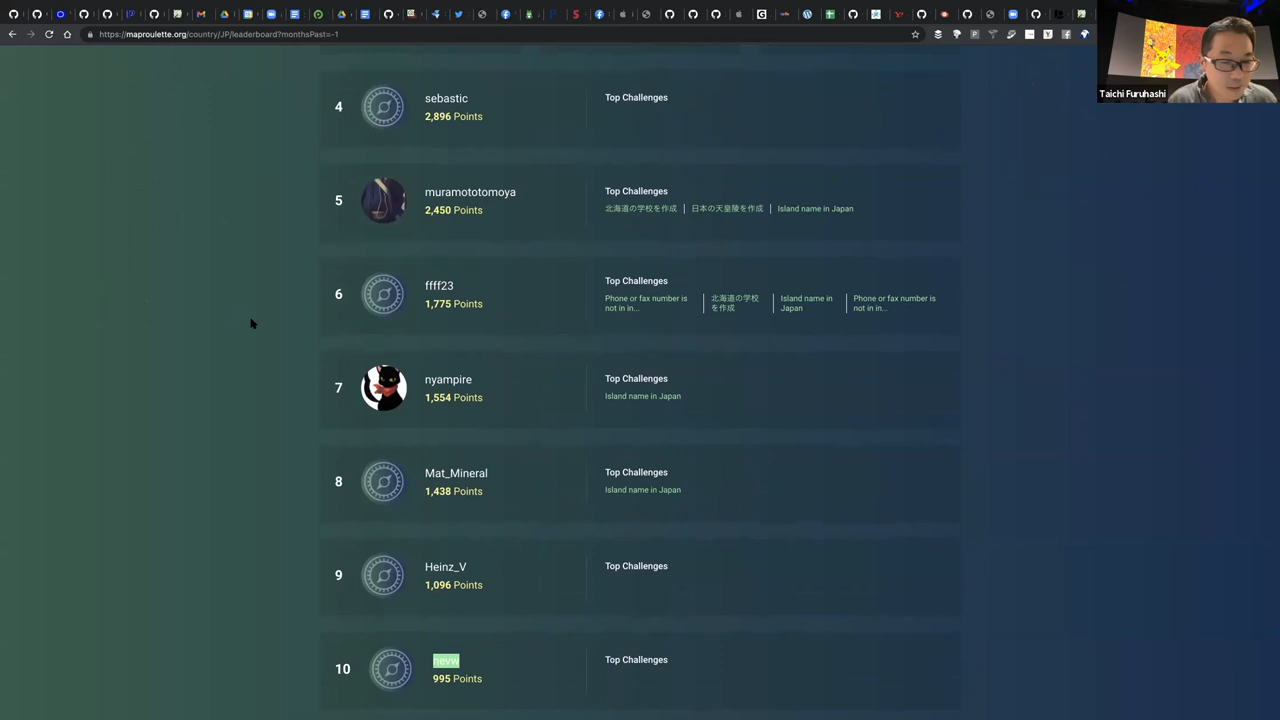 https://maproulette.org/country/JP/leaderboard?monthsPast=-1
Taichi Furuhashi
4
sebastic
2,896 Points
Top Challenges
5
muramototomoya
2,450 Points
Top Challenges
北海道の学校を作成 | 日本の天皇陵を作成 | Island name in Japan
6
ffff23
1,775 Points
Top Challenges
Phone or fax number is not in in...
北海道の学校を作成
Island name in Japan
Phone or fax number is not in in...
7
nyampire
1,554 Points
Top Challenges
Island name in Japan
8
Mat_Mineral
1,438 Points
Top Challenges
Island name in Japan
9
Heinz_V
1,096 Points
Top Challenges
10
nevw
995 Points
Top Challenges